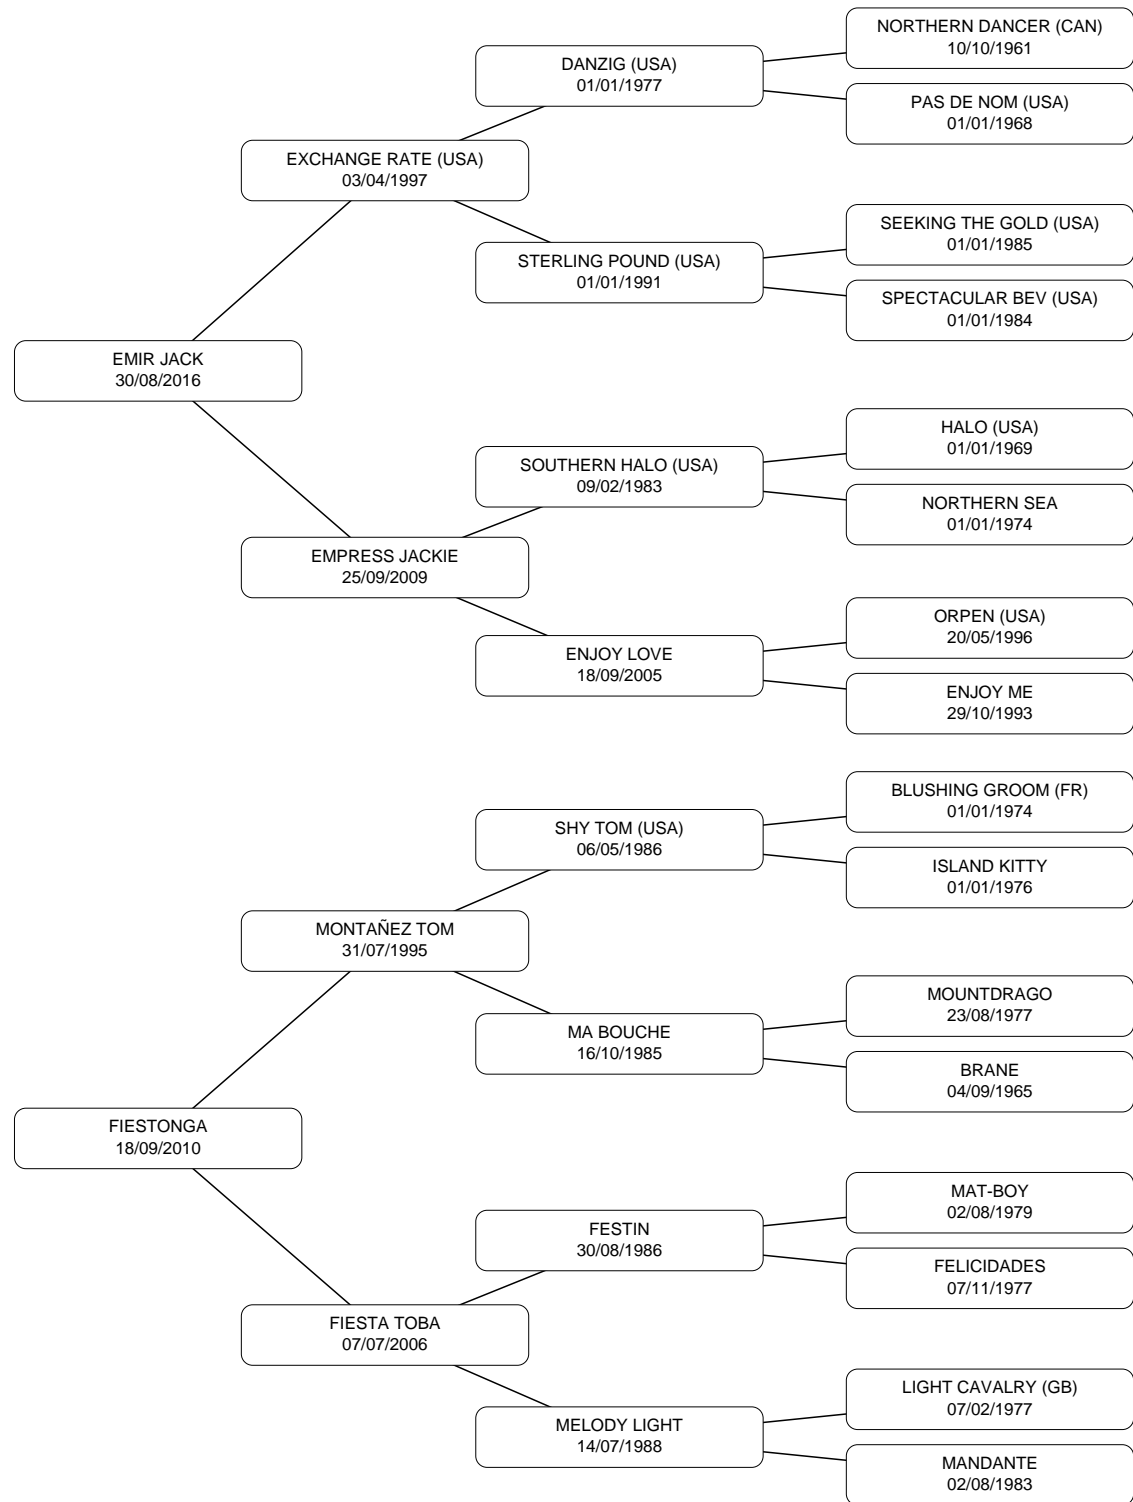 NORTHERN DANCER (CAN)
10/10/1961
DANZIG (USA)
01/01/1977
PAS DE NOM (USA)
01/01/1968
EXCHANGE RATE (USA)
03/04/1997
SEEKING THE GOLD (USA)
01/01/1985
STERLING POUND (USA)
01/01/1991
SPECTACULAR BEV (USA)
01/01/1984
EMIR JACK
30/08/2016
HALO (USA)
01/01/1969
SOUTHERN HALO (USA)
09/02/1983
NORTHERN SEA
01/01/1974
EMPRESS JACKIE
25/09/2009
ORPEN (USA)
20/05/1996
ENJOY LOVE
18/09/2005
ENJOY ME
29/10/1993
BLUSHING GROOM (FR)
01/01/1974
SHY TOM (USA)
06/05/1986
ISLAND KITTY
01/01/1976
MONTAÑEZ TOM
31/07/1995
MOUNTDRAGO
23/08/1977
MA BOUCHE
16/10/1985
BRANE
04/09/1965
FIESTONGA
18/09/2010
MAT-BOY
02/08/1979
FESTIN
30/08/1986
FELICIDADES
07/11/1977
FIESTA TOBA
07/07/2006
LIGHT CAVALRY (GB)
07/02/1977
MELODY LIGHT
14/07/1988
MANDANTE
02/08/1983